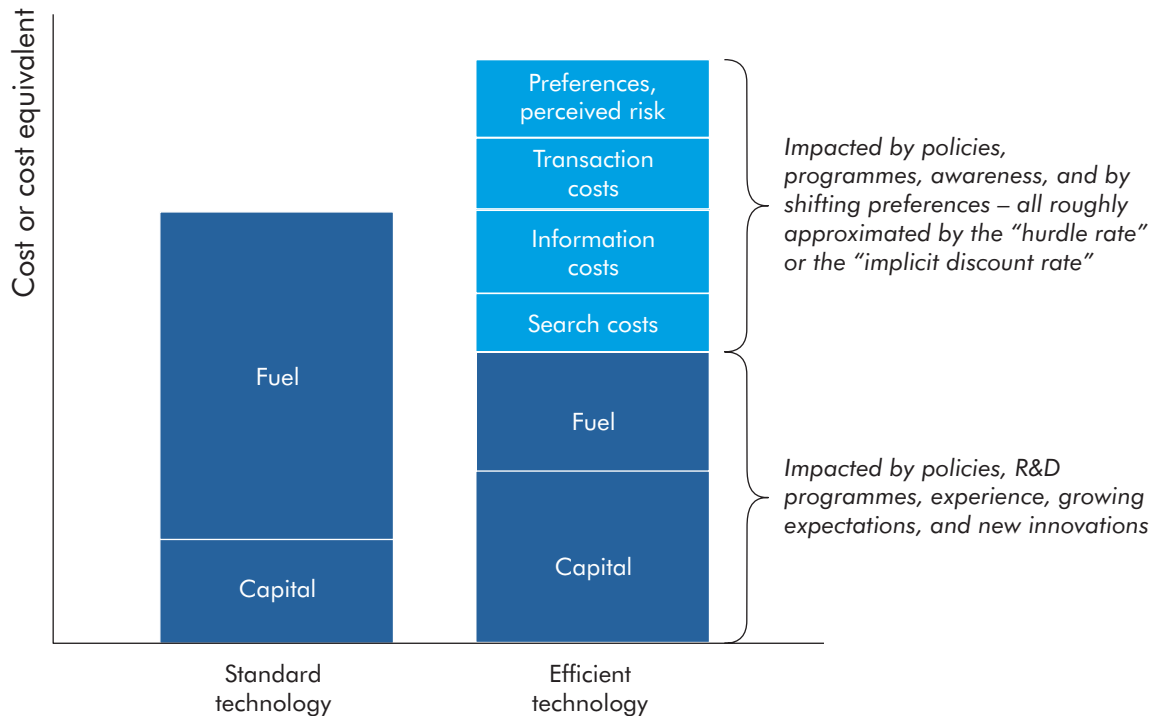 Cost or cost equivalent
Preferences,
perceived risk
Transaction
costs
Information
costs
Search costs
Fuel
Capital
Fuel
Capital
Impacted by policies,
programmes, awareness, and by
shifting preferences – all roughly
approximated by the “hurdle rate”
or the “implicit discount rate”
Impacted by policies, R&D
programmes, experience, growing
expectations, and new innovations
Standard
technology
Efficient
technology